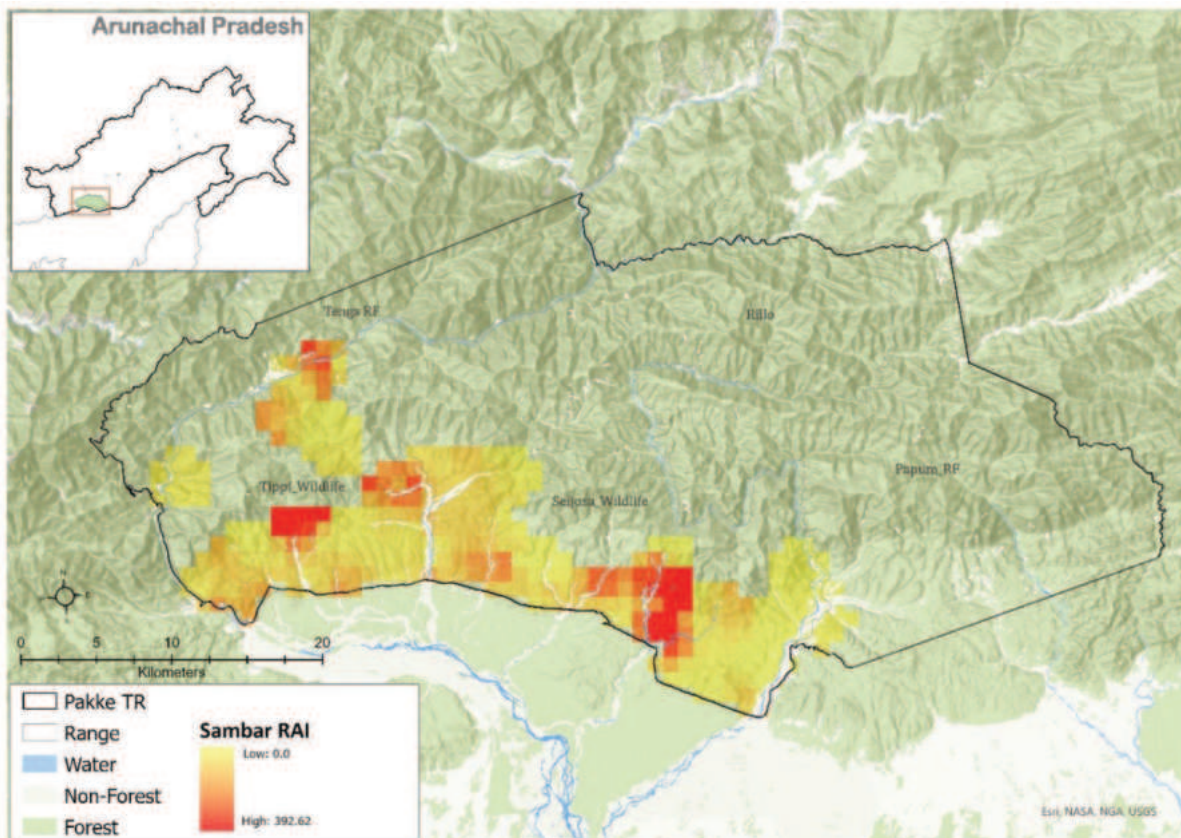 Arunachal Pradesh
Tenga RF
Rillo
Tippi_Wildlife
Seijosa_Wildlife
Papum_RF
N
E
0 5 10 20
Kilometers
Pakke TR
Range
Water
Non-Forest
Forest
Sambar RAI
Low: 0.0
High: 392.62
Esri, NASA, NGA, USGS